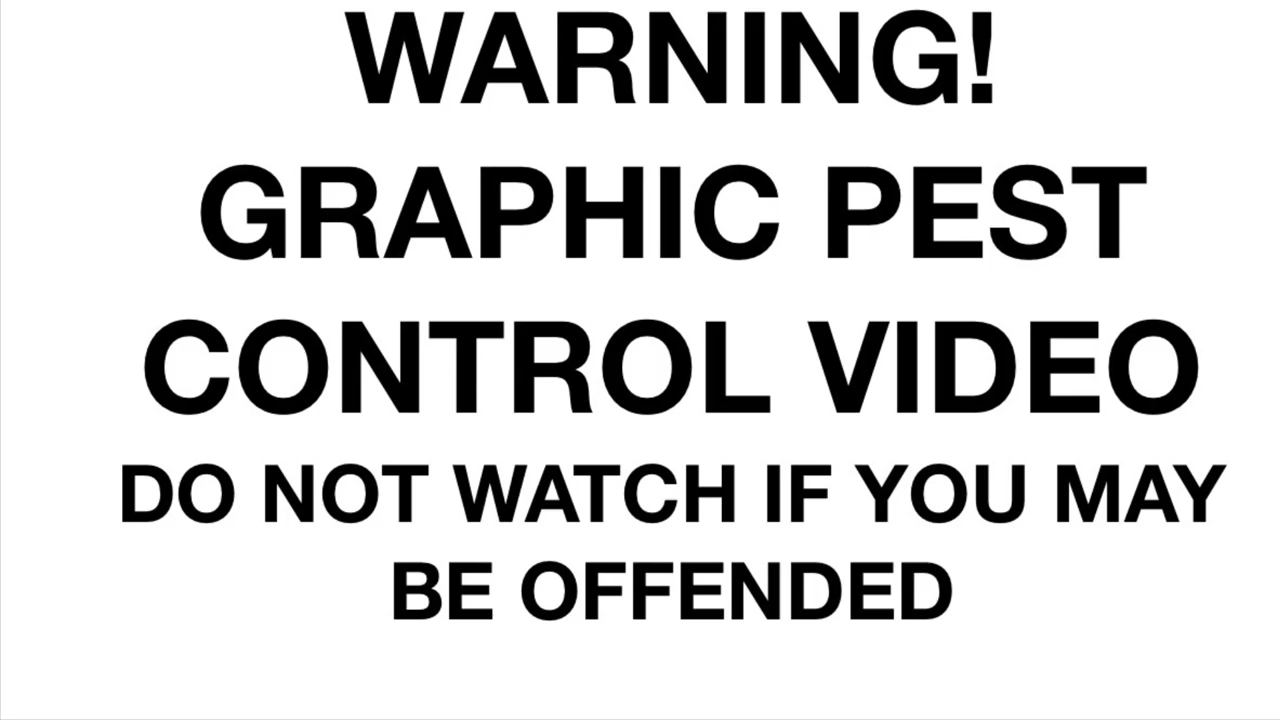 WARNING!
GRAPHIC PEST
CONTROL VIDEO
DO NOT WATCH IF YOU MAY
BE OFFENDED